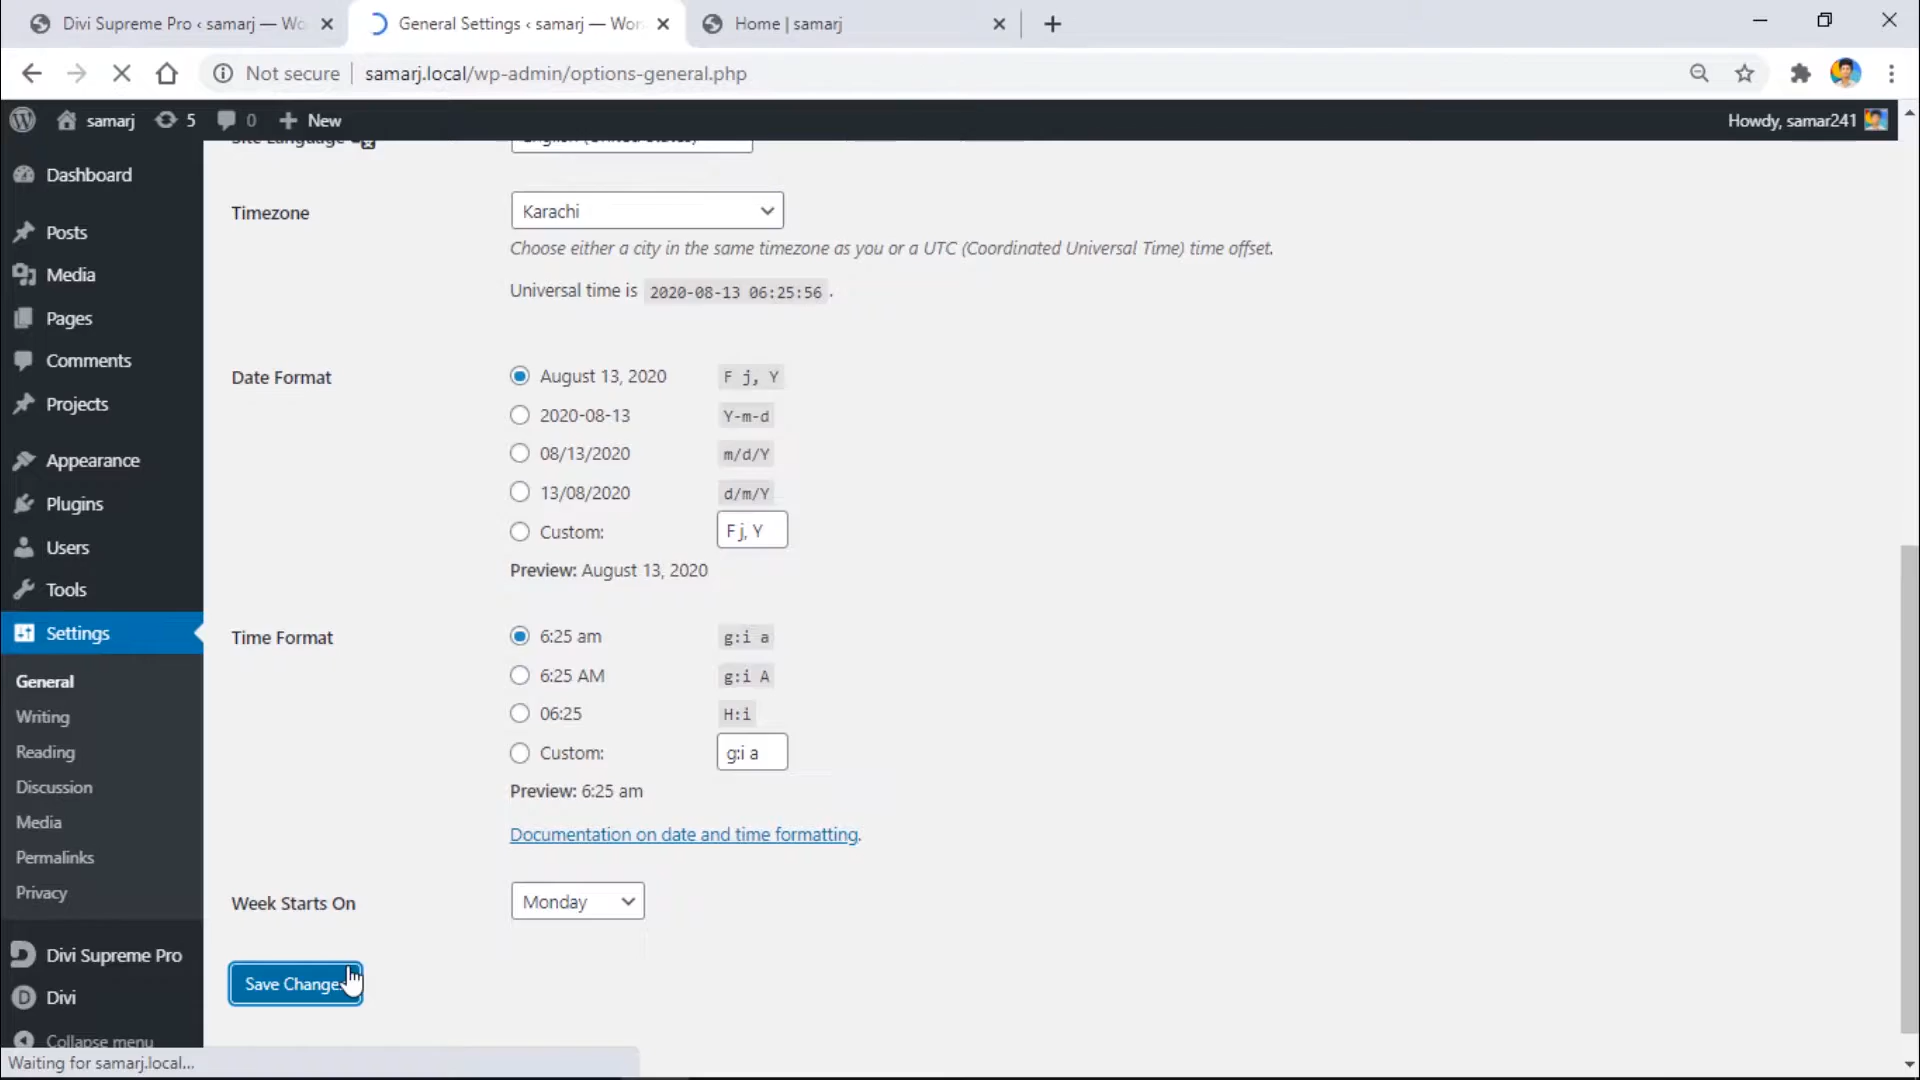 Divi Supreme Pro ‹ samarj — Wo
General Settings ‹ samarj — Wor
Home | samarj
Not secure
samarj.local/wp-admin/options-general.php
samarj
5
0
New
Howdy, samar241
Dashboard
Posts
Media
Pages
Comments
Projects
Appearance
Plugins
Users
Tools
Settings
General
Writing
Reading
Discussion
Media
Permalinks
Privacy
Divi Supreme Pro
Divi
Collapse menu
Site Language
English (United States)
Timezone
Karachi
Choose either a city in the same timezone as you or a UTC (Coordinated Universal Time) time offset.
Universal time is 2020-08-13 06:25:56 .
Date Format
August 13, 2020 F j, Y
2020-08-13 Y-m-d
08/13/2020 m/d/Y
13/08/2020 d/m/Y
Custom: F j, Y
Preview: August 13, 2020
Time Format
6:25 am g:i a
6:25 AM g:i A
06:25 H:i
Custom: g:i a
Preview: 6:25 am
Documentation on date and time formatting.
Week Starts On
Monday
Save Change
Waiting for samarj.local...